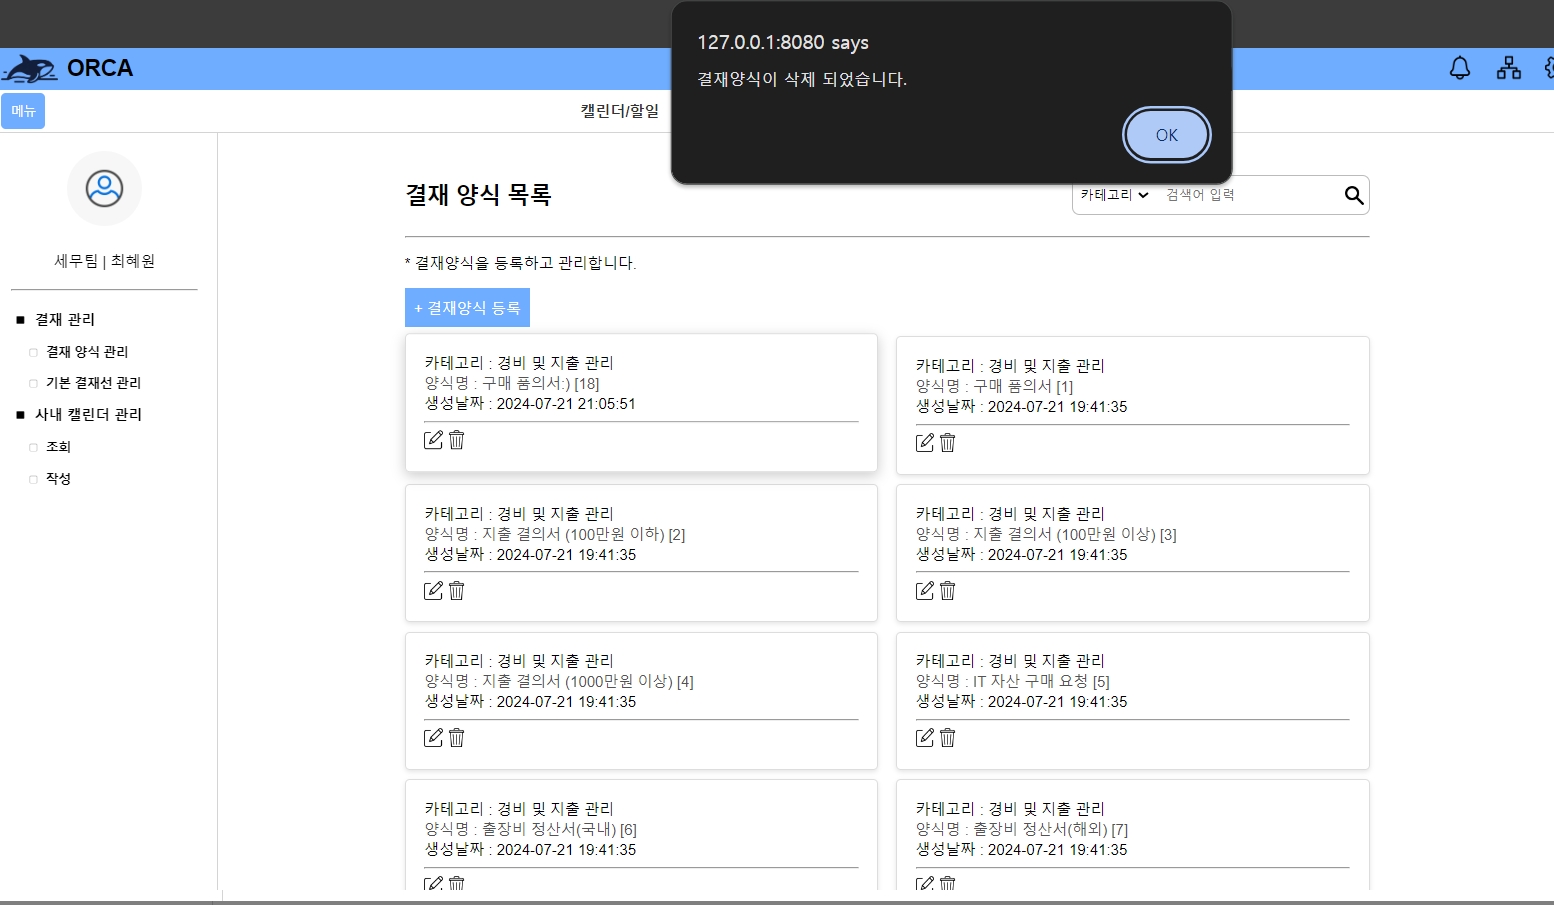 127.0.0.1:8080 says
결재양식이 삭제 되었습니다.
OK
ORCA
메뉴
캘린더/할일
세무팀 | 최혜원
결재 관리
결재 양식 관리
기본 결재선 관리
사내 캘린더 관리
조회
작성
결재 양식 목록
카테고리
검색어 입력
* 결재양식을 등록하고 관리합니다.
+ 결재양식 등록
카테고리 : 경비 및 지출 관리
양식명 : 구매 품의서:) [18]
생성날짜 : 2024-07-21 21:05:51
카테고리 : 경비 및 지출 관리
양식명 : 구매 품의서 [1]
생성날짜 : 2024-07-21 19:41:35
카테고리 : 경비 및 지출 관리
양식명 : 지출 결의서 (100만원 이하) [2]
생성날짜 : 2024-07-21 19:41:35
카테고리 : 경비 및 지출 관리
양식명 : 지출 결의서 (100만원 이상) [3]
생성날짜 : 2024-07-21 19:41:35
카테고리 : 경비 및 지출 관리
양식명 : 지출 결의서 (1000만원 이상) [4]
생성날짜 : 2024-07-21 19:41:35
카테고리 : 경비 및 지출 관리
양식명 : IT 자산 구매 요청 [5]
생성날짜 : 2024-07-21 19:41:35
카테고리 : 경비 및 지출 관리
양식명 : 출장비 정산서(국내) [6]
생성날짜 : 2024-07-21 19:41:35
카테고리 : 경비 및 지출 관리
양식명 : 출장비 정산서(해외) [7]
생성날짜 : 2024-07-21 19:41:35